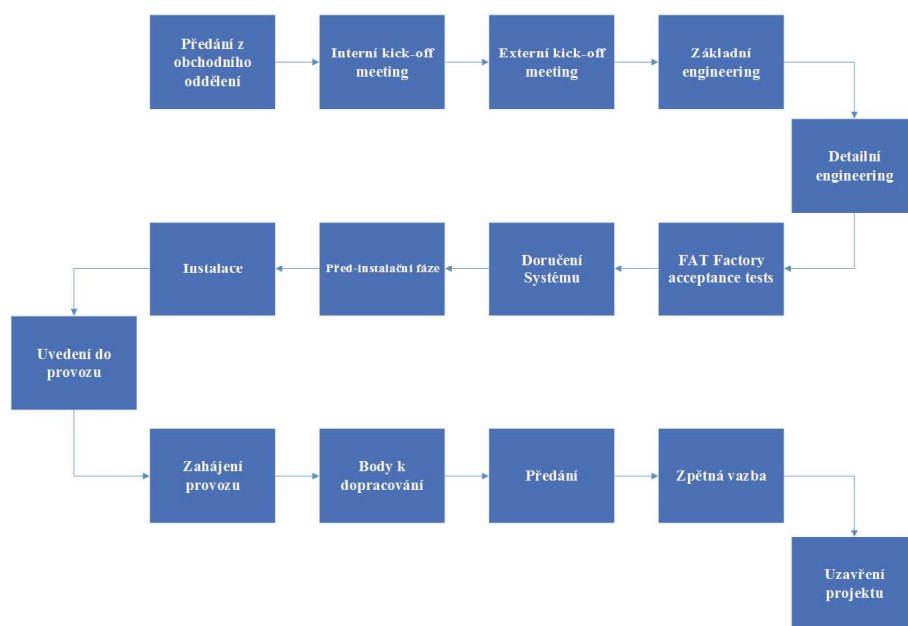 Předání z
obchodního
oddělení
Interní kick-off
meeting
Externí kick-off
meeting
Základní
engineering
Detailní
engineering
FAT Factory
acceptance tests
Doručení
Systému
Před-instalační fáze
Instalace
Uvedení do
provozu
Zahájení
provozu
Body k
dopracování
Předání
Zpětná vazba
Uzavření
projektu